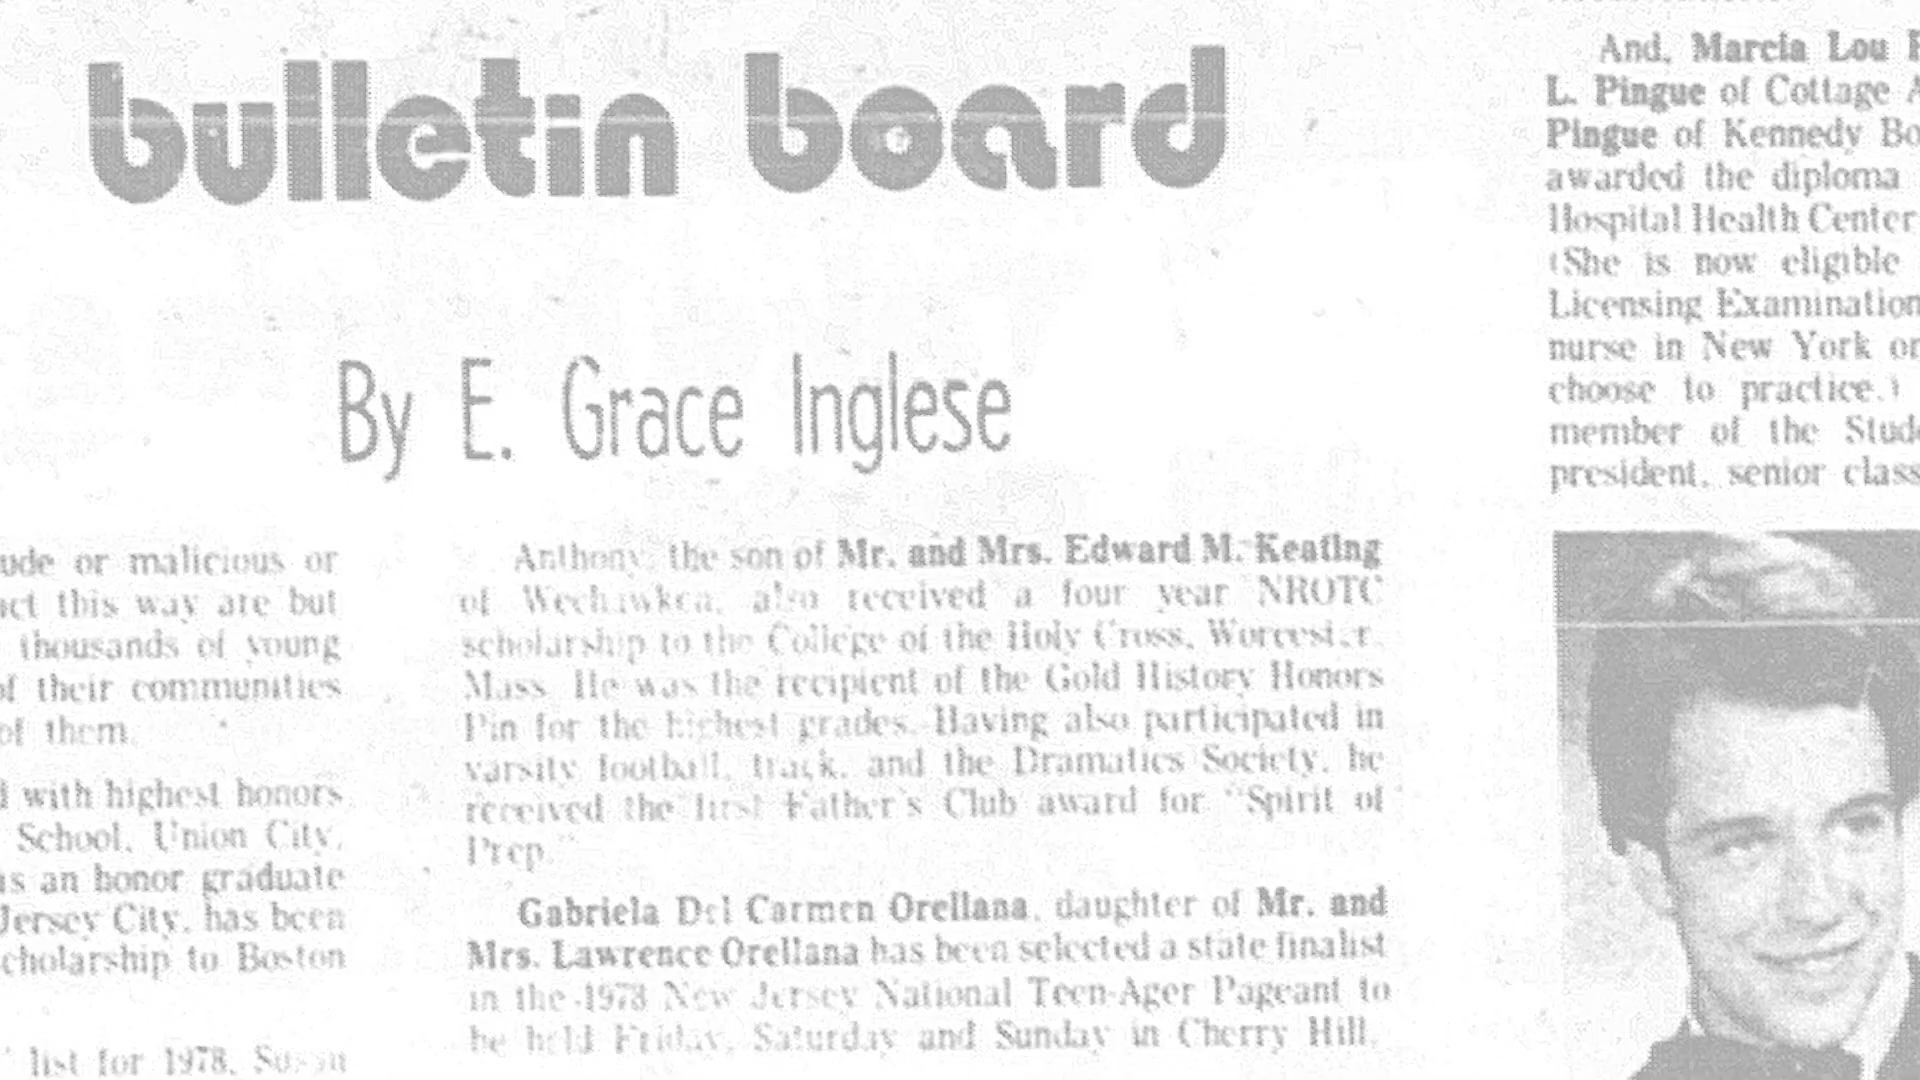 bulletin board
By E. Grace Inglese
ude or malicious or
act this way are but
thousands of young
of their communities
of them.
with highest honors
School, Union City,
as an honor graduate
Jersey City, has been
cholarship to Boston
list for 1978, Susan
Anthony, the son of Mr. and Mrs. Edward M. Keating
of Weehawken, also received a four year NROTC
scholarship to the College of the Holy Cross, Worcester,
Mass. He was the recipient of the Gold History Honors
Pin for the highest grades. Having also participated in
varsity football, track, and the Dramatics Society, he
received the first Father's Club award for "Spirit of
Prep."
Gabriela Del Carmen Orellana, daughter of Mr. and
Mrs. Lawrence Orellana has been selected a state finalist
in the 1978 New Jersey National Teen-Ager Pageant to
be held Friday, Saturday and Sunday in Cherry Hill.
And, Marcia Lou
L. Pingue of Cottage
Pingue of Kennedy Bo
awarded the diploma
Hospital Health Center
(She is now eligible
Licensing Examination
nurse in New York or
choose to practice.)
member of the Stude
president, senior class